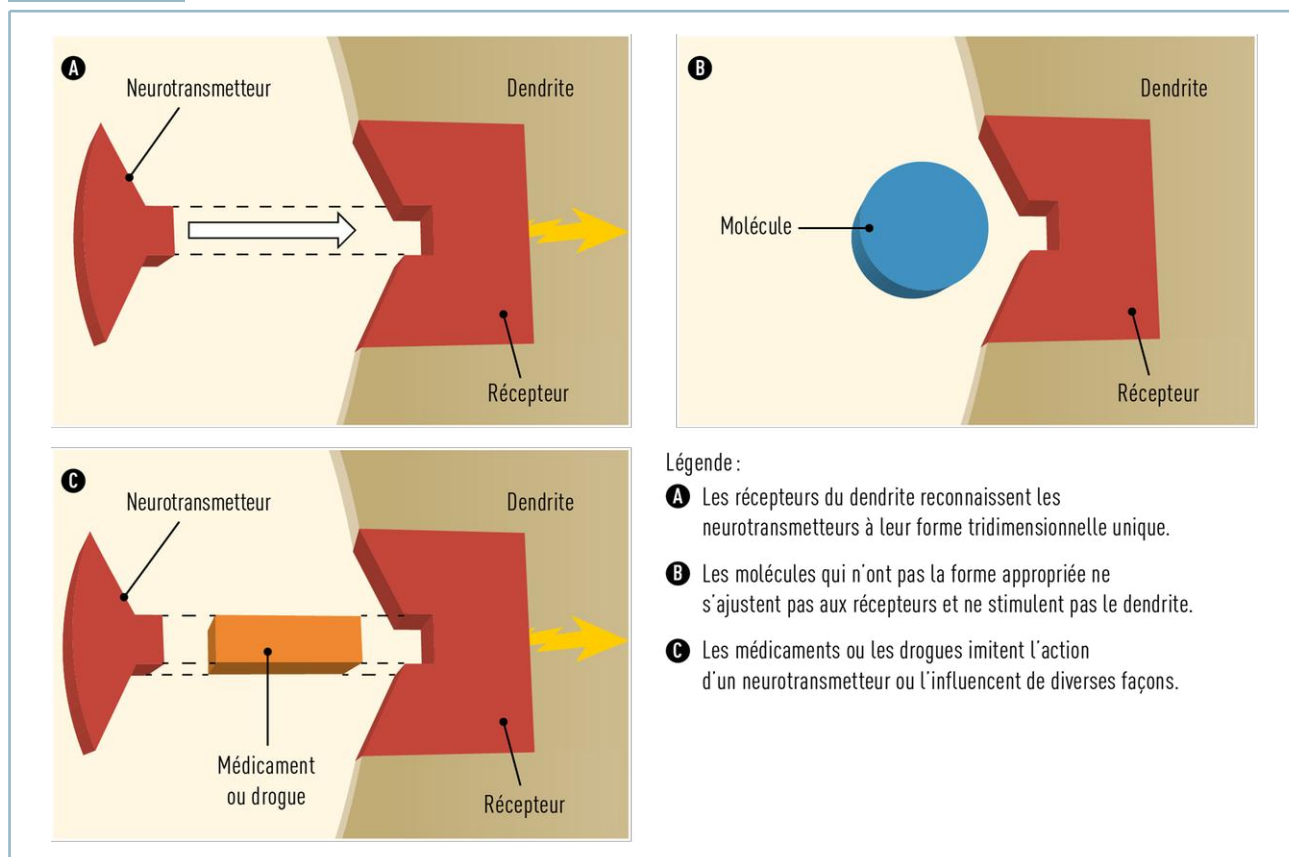 A
Neurotransmetteur
Dendrite
Récepteur
B
Dendrite
Molécule
Récepteur
C
Neurotransmetteur
Dendrite
Médicament
ou drogue
Récepteur
Légende :
A Les récepteurs du dendrite reconnaissent les
neurotransmetteurs à leur forme tridimensionnelle unique.
B Les molécules qui n'ont pas la forme appropriée ne
s'ajustent pas aux récepteurs et ne stimulent pas le dendrite.
C Les médicaments ou les drogues imitent l'action
d'un neurotransmetteur ou l'influencent de diverses façons.